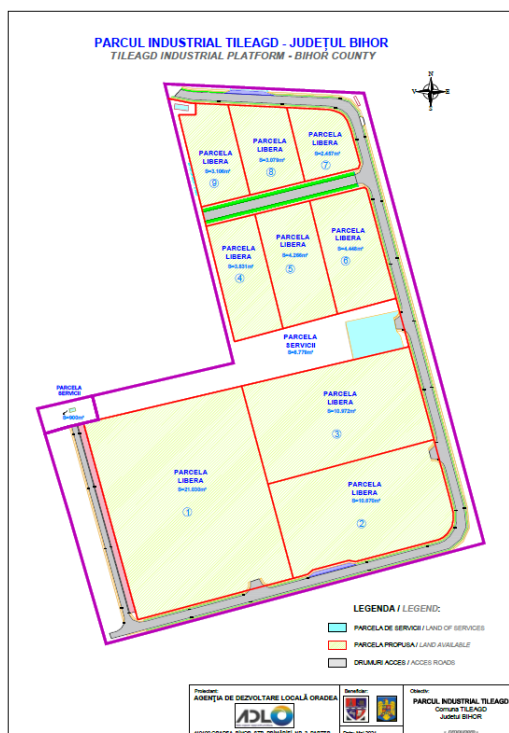 PARCUL INDUSTRIAL TILEAGD - JUDEȚUL BIHOR
TILEAGD INDUSTRIAL PLATFORM - BIHOR COUNTY
N
V
E
S
PARCELA
LIBERA
9
PARCELA
LIBERA
8
PARCELA
LIBERA
7
PARCELA
LIBERA
4
PARCELA
LIBERA
5
PARCELA
LIBERA
6
PARCELA
SERVICII
PARCELA
SERVICII
PARCELA
LIBERA
S=10,972m²
3
PARCELA
LIBERA
1
PARCELA
LIBERA
2
LEGENDA / LEGEND:
PARCELA DE SERVICII / LAND OF SERVICES
PARCELA PROPUSA / LAND AVAILABLE
DRUMURI ACCES / ACCES ROADS
Proiectant:
AGENȚIA DE DEZVOLTARE LOCALĂ ORADEA
ADLO
Beneficiar:
Obiectiv:
PARCUL INDUSTRIAL TILEAGD
Comuna TILEAGD
Judetul BIHOR